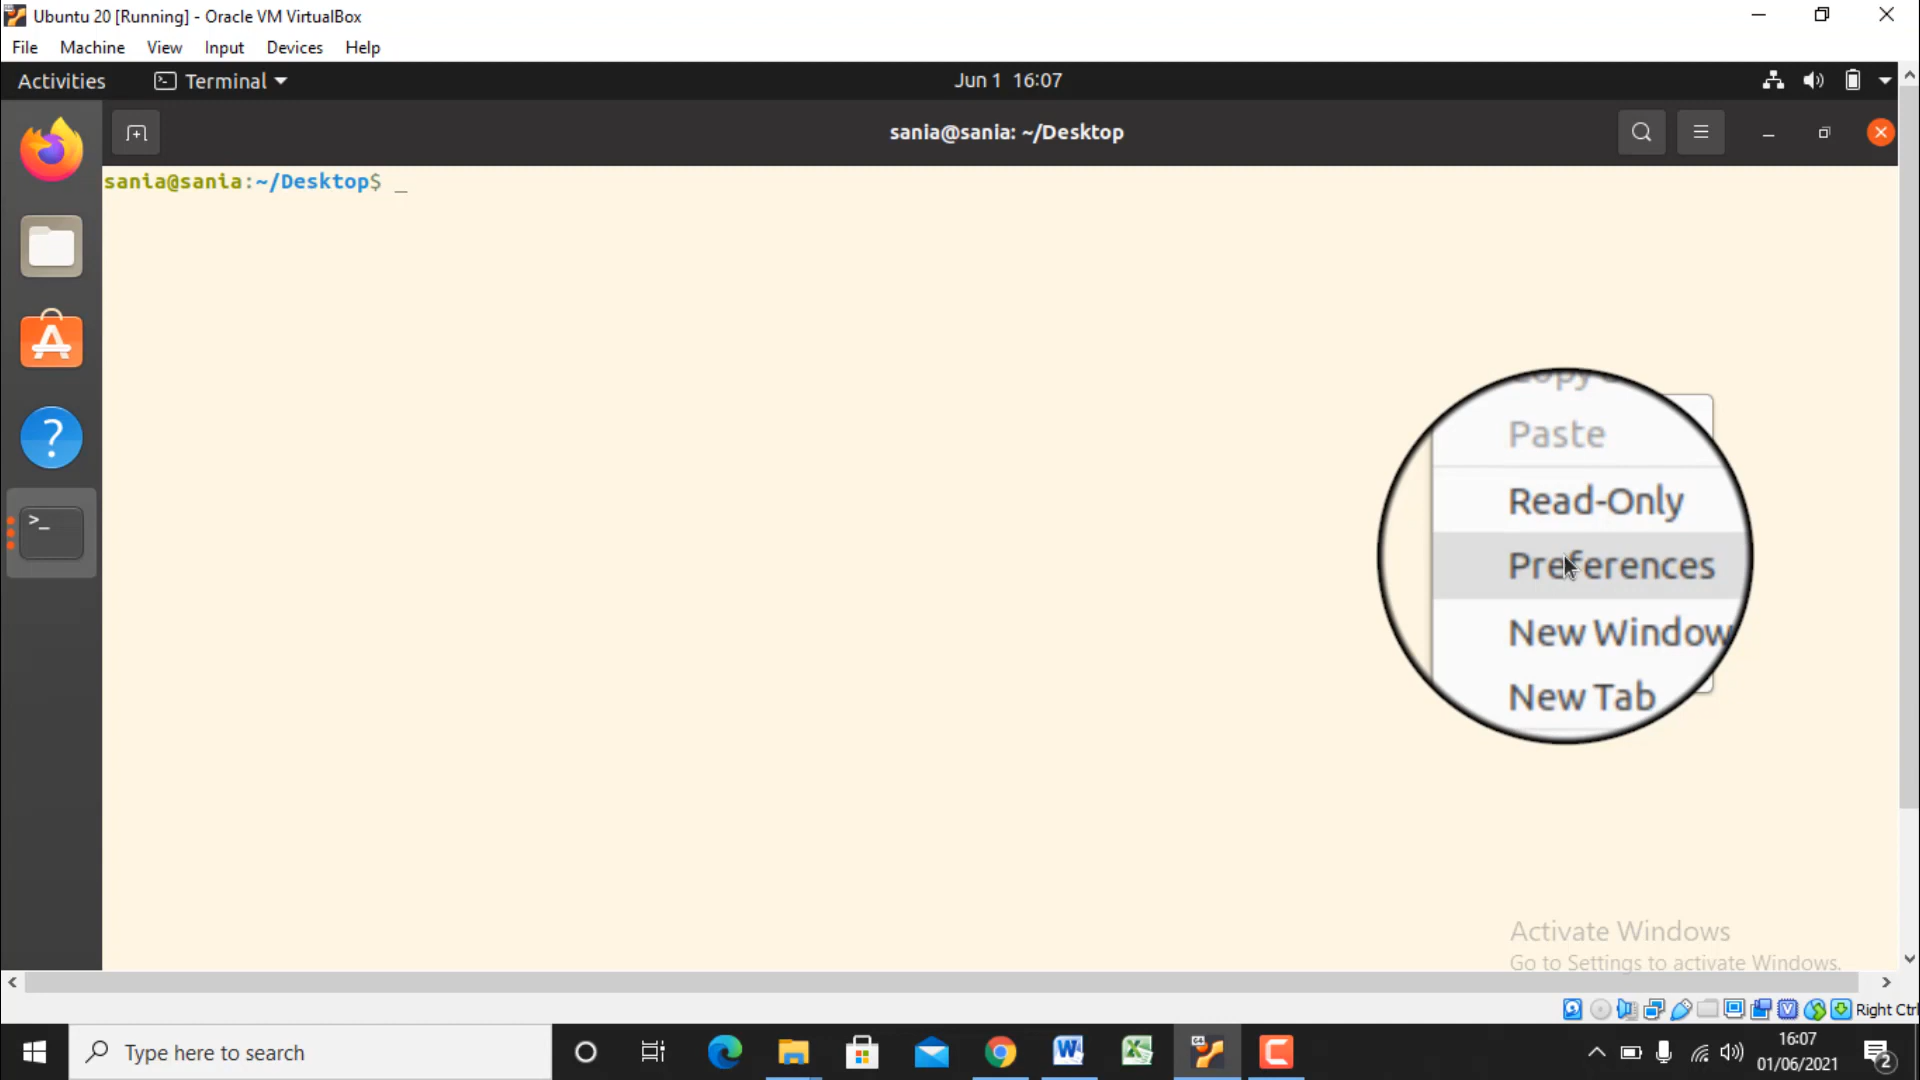 Ubuntu 20 [Running] - Oracle VM VirtualBox
File Machine View Input Devices Help
Activities Terminal Jun 1 16:07
sania@sania: ~/Desktop
sania@sania:~/Desktop$ _
Paste
Read-Only
Preferences
New Window
New Tab
Activate Windows
Go to Settings to activate Windows.
Right Ctrl
Type here to search
16:07
01/06/2021
2